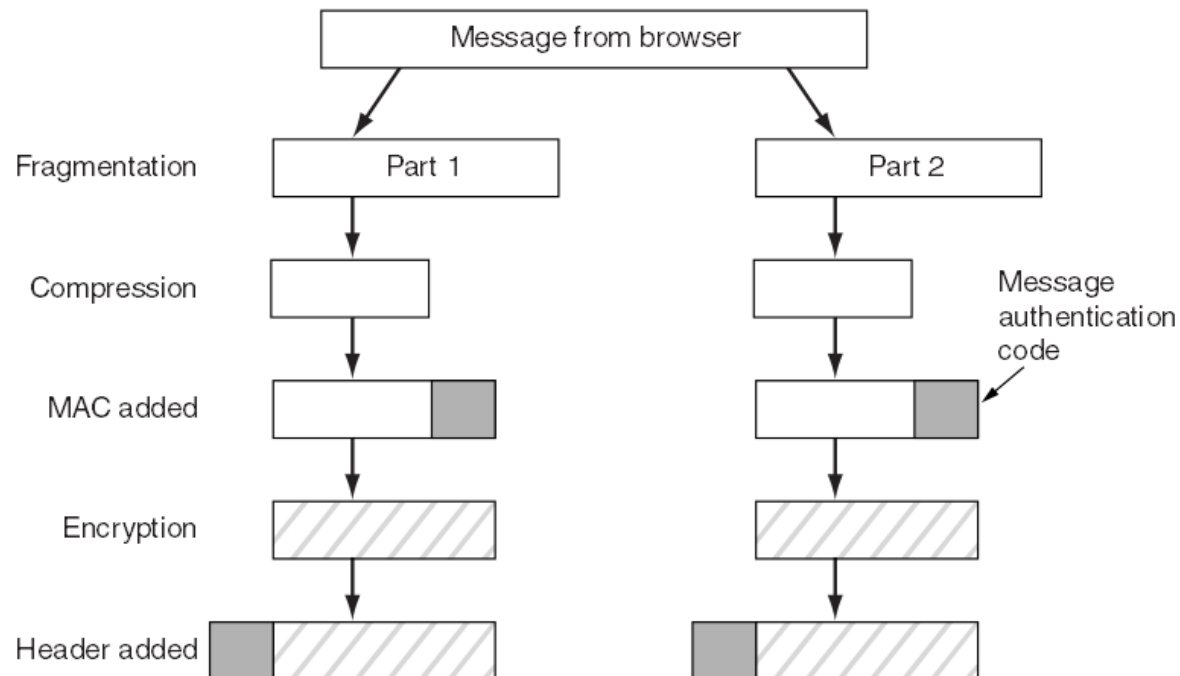 Message from browser
Fragmentation
Part 1
Part 2
Compression
Message
authentication
code
MAC added
Encryption
Header added